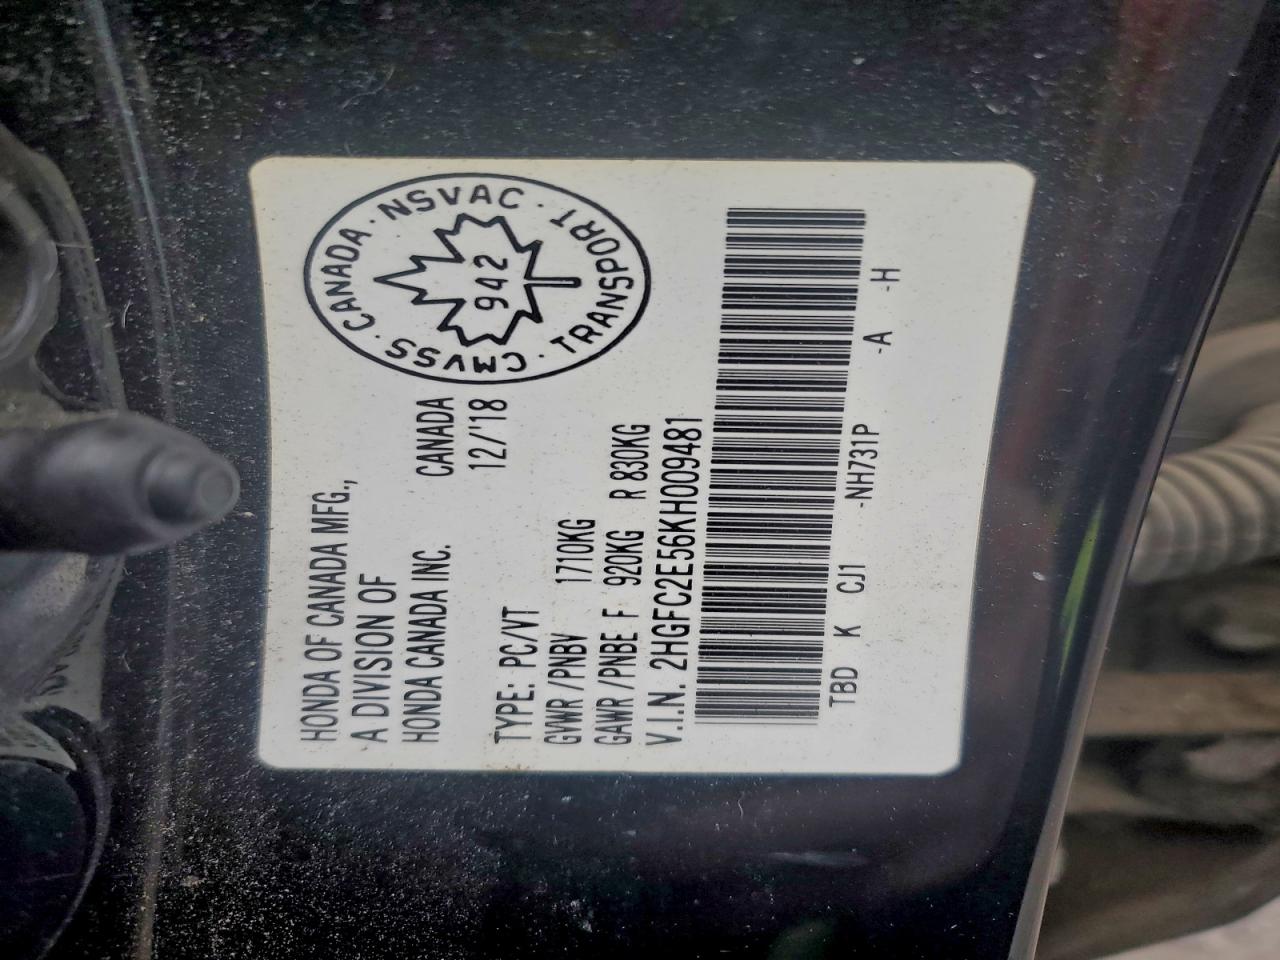 HONDA OF CANADA MFG.,
A DIVISION OF
HONDA CANADA INC. CANADA
12/'18
TYPE: PC/VT
GVWR/PNBV 1710KG
GAWR/PNBE F 920KG R 830KG
V.I.N. 2HGFC2E56KH009481
TBD K CJ1 -NH731P -A -H
CMVSS · CANADA · NSVAC · TRANSPORT ·
942